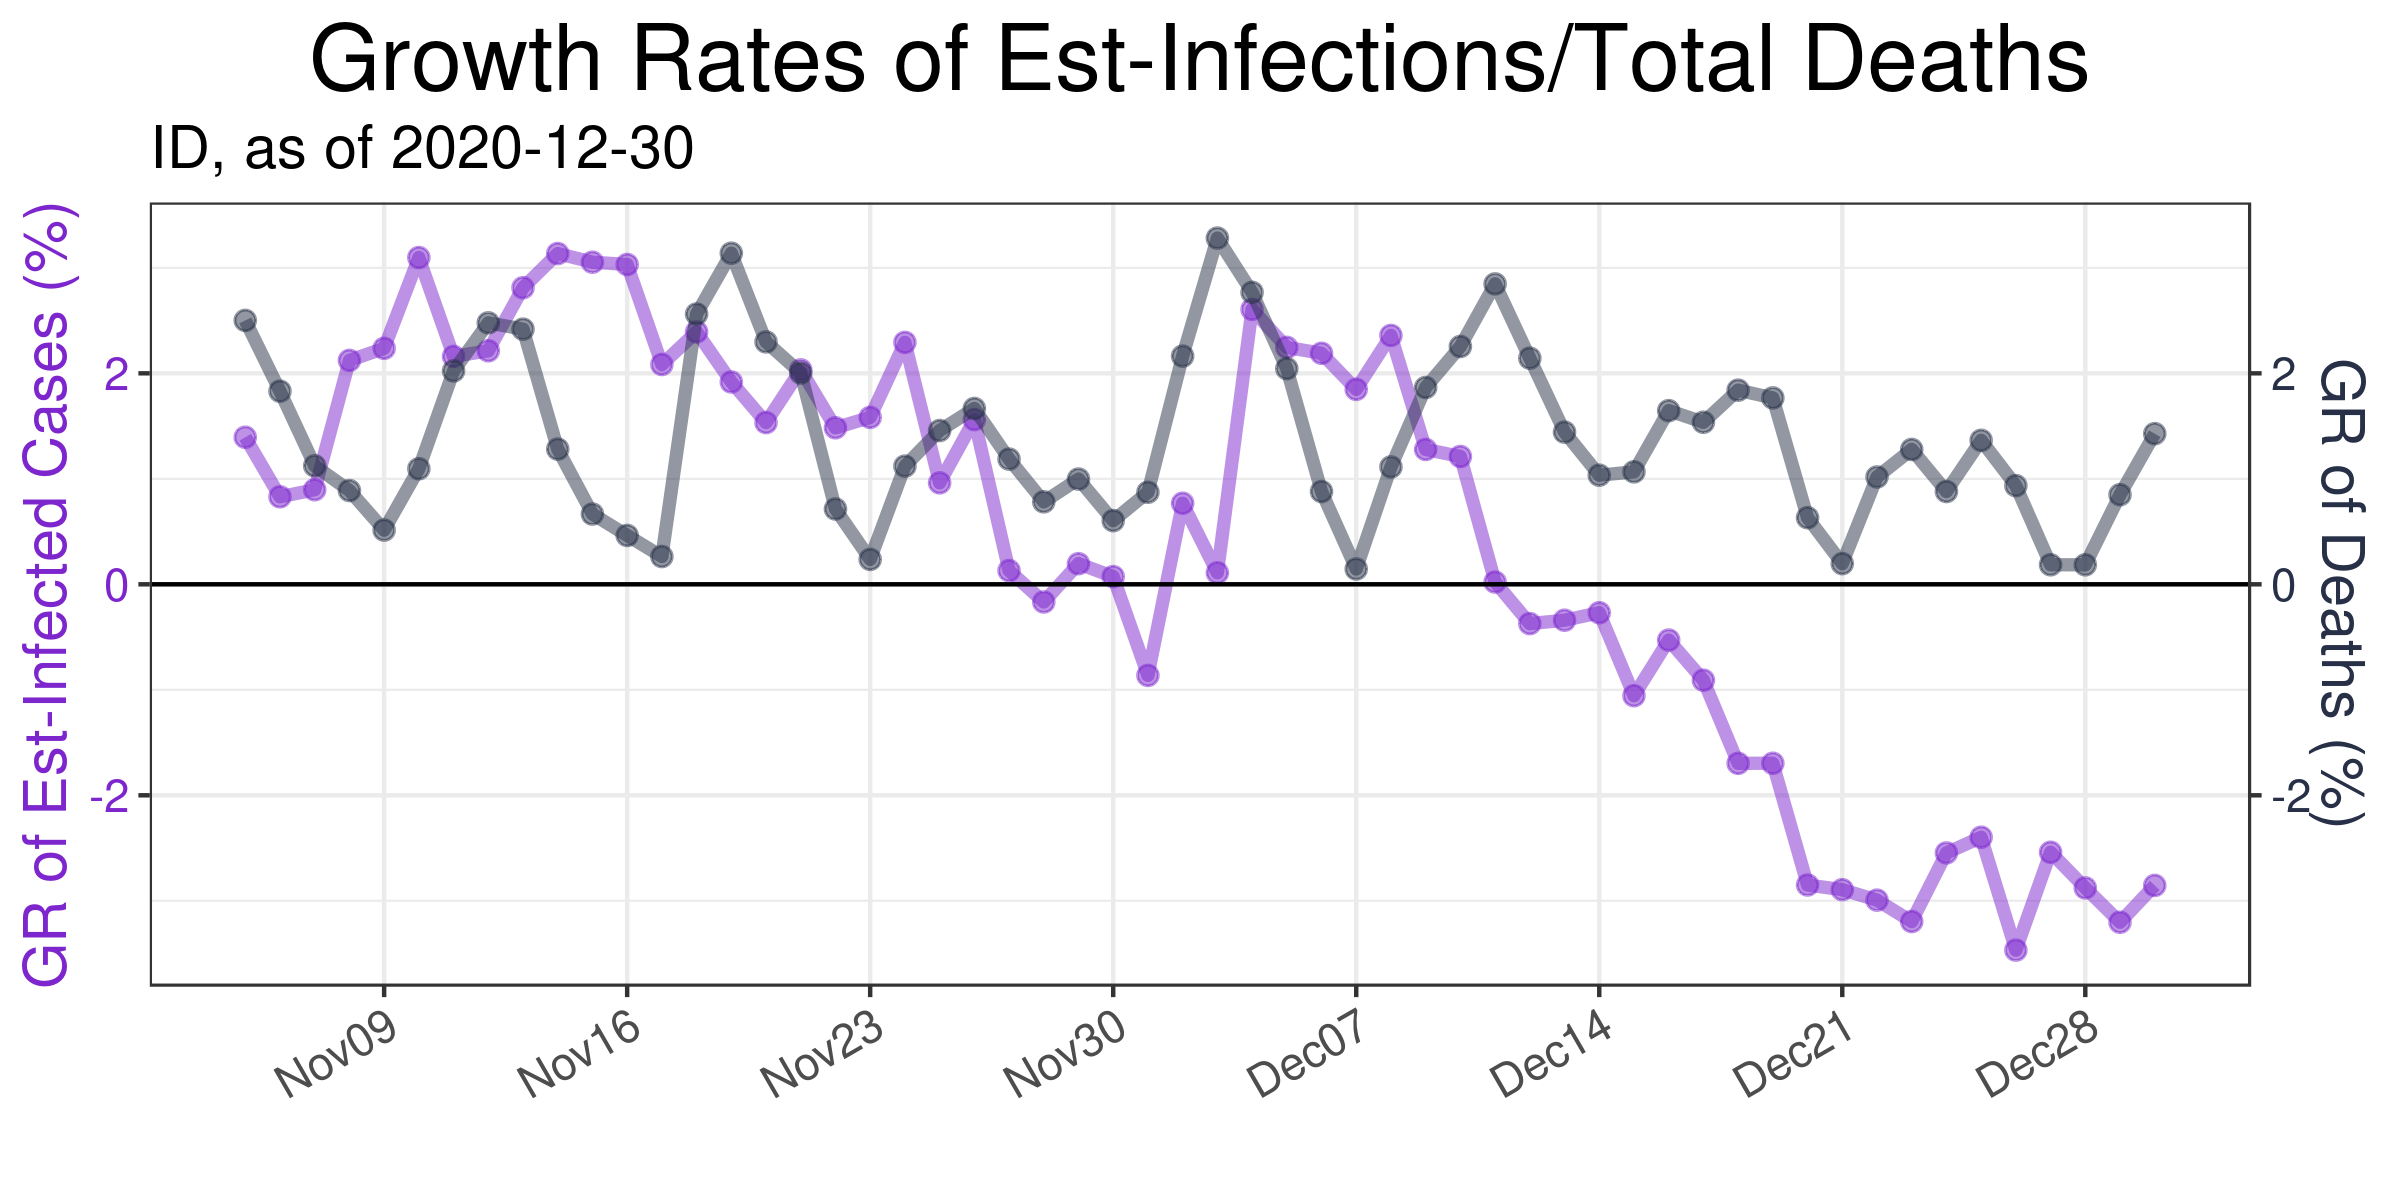 Growth Rates of Est-Infections/Total Deaths
ID, as of 2020-12-30
GR of Est-Infected Cases (%)
2
0
-2
2
0
-2
GR of Deaths (%)
Nov09
Nov16
Nov23
Nov30
Dec07
Dec14
Dec21
Dec28